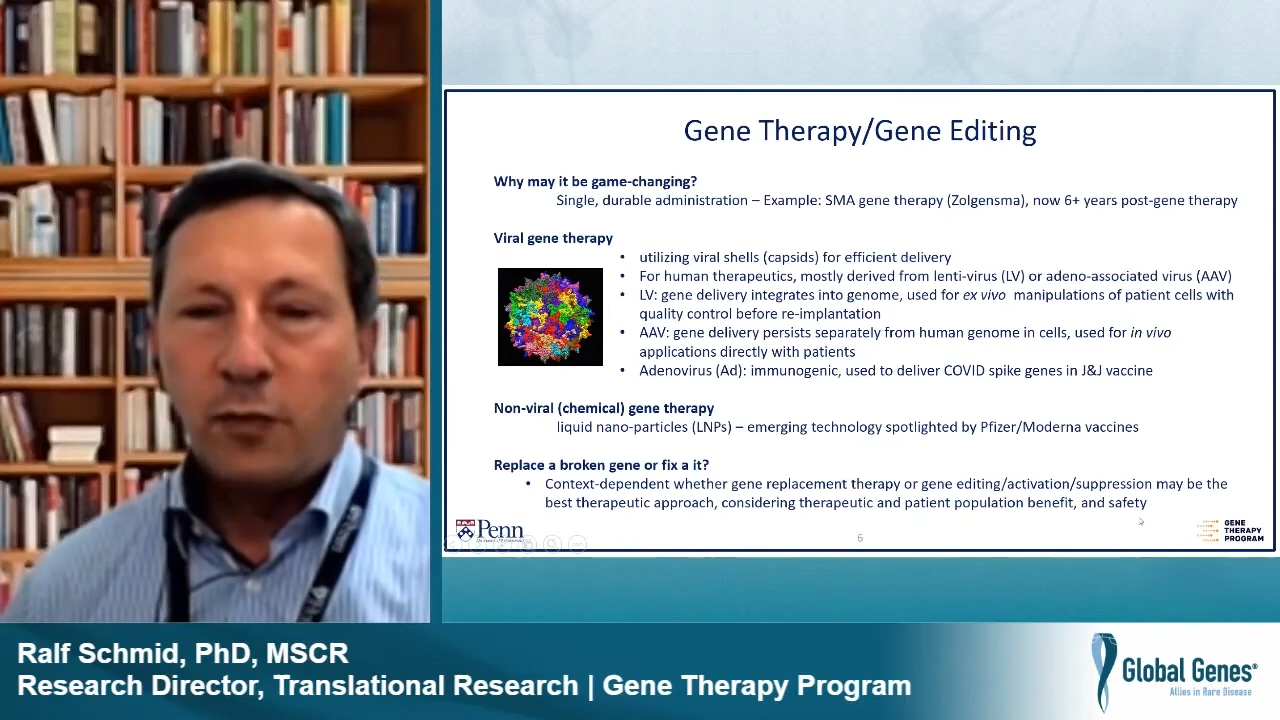 Gene Therapy/Gene Editing
Why may it be game-changing?
Single, durable administration – Example: SMA gene therapy (Zolgensma), now 6+ years post-gene therapy
Viral gene therapy
• utilizing viral shells (capsids) for efficient delivery
• For human therapeutics, mostly derived from lenti-virus (LV) or adeno-associated virus (AAV)
• LV: gene delivery integrates into genome, used for ex vivo manipulations of patient cells with
quality control before re-implantation
• AAV: gene delivery persists separately from human genome in cells, used for in vivo
applications directly with patients
• Adenovirus (Ad): immunogenic, used to deliver COVID spike genes in J&J vaccine
Non-viral (chemical) gene therapy
liquid nano-particles (LNPs) – emerging technology spotlighted by Pfizer/Moderna vaccines
Replace a broken gene or fix a it?
• Context-dependent whether gene replacement therapy or gene editing/activation/suppression may be the
best therapeutic approach, considering therapeutic and patient population benefit, and safety
Penn
6
GENE
THERAPY
PROGRAM
Ralf Schmid, PhD, MSCR
Research Director, Translational Research | Gene Therapy Program
Global Genes®
Allies in Rare Disease